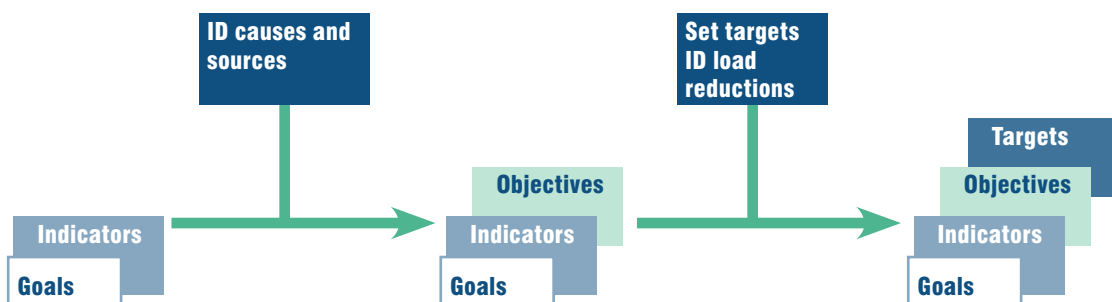 ID causes and
sources
Set targets
ID load
reductions
Indicators
Goals
Objectives
Indicators
Goals
Targets
Objectives
Indicators
Goals